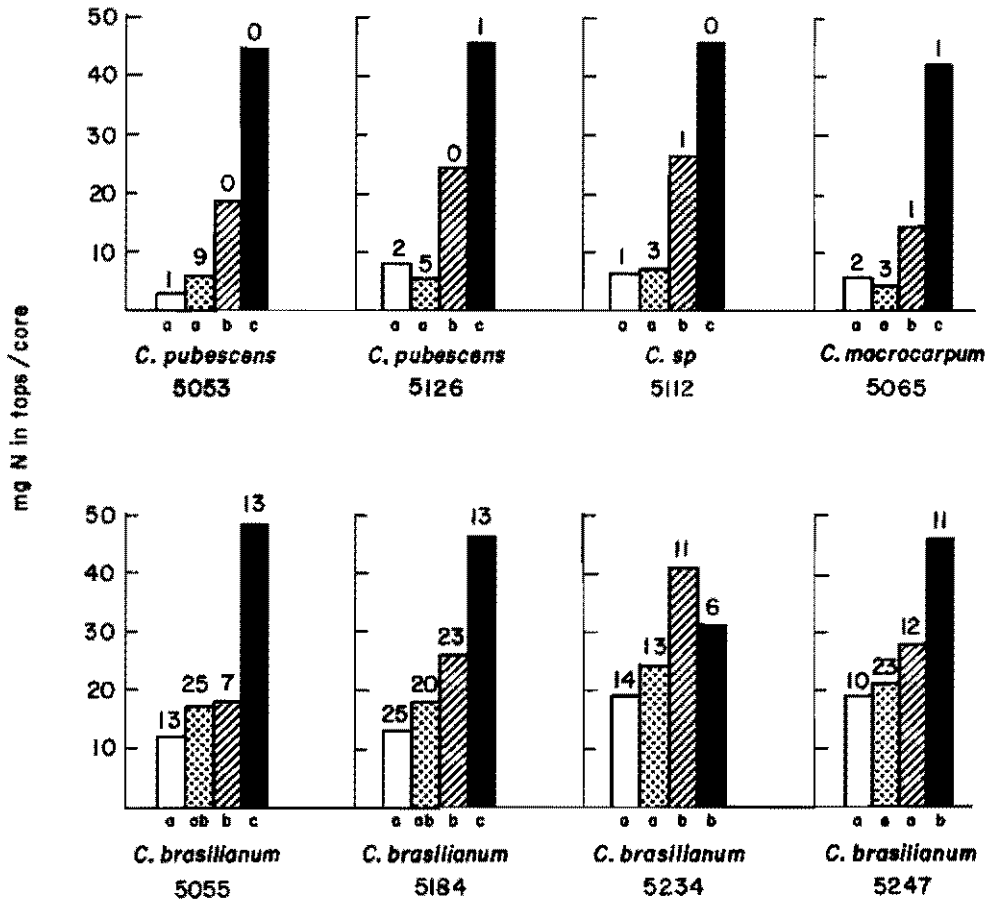 mg N in tops/core
50
40
30
20
10
1 9 0 0
2 5 0 1
1 3 1 0
2 3 1 1
a a b c
a a b c
a a b c
a a b c
C. pubescens
5053
C. pubescens
5126
C. sp
5112
C. macrocarpum
5065
50
40
30
20
10
13 25 7 13
25 20 23 13
14 13 11 6
10 23 12 11
a ab b c
a ab b c
a a b b
a a a b
C. brasilianum
5055
C. brasilianum
5184
C. brasilianum
5234
C. brasilianum
5247